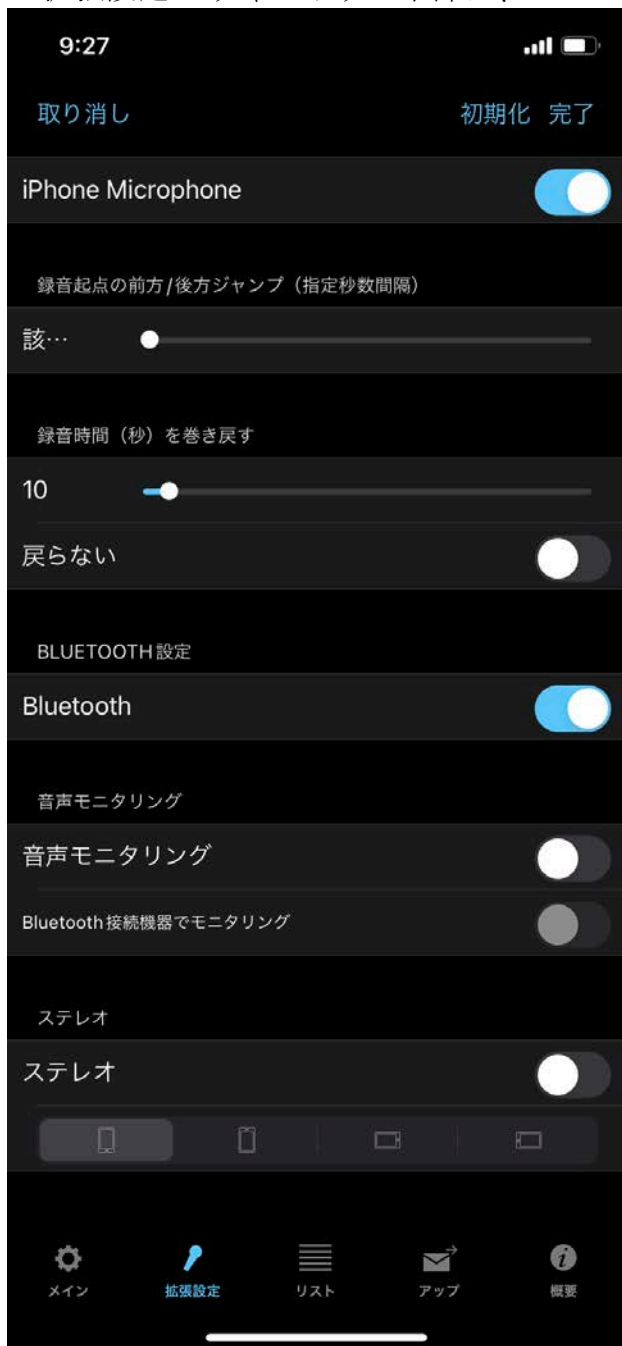 9:27
取り消し 初期化 完了
iPhone Microphone
録音起点の前方/後方ジャンプ（指定秒数間隔）
該…
録音時間（秒）を巻き戻す
10
戻らない
BLUETOOTH設定
Bluetooth
音声モニタリング
音声モニタリング
Bluetooth接続機器でモニタリング
ステレオ
ステレオ
メイン 拡張設定 リスト アップ 概要